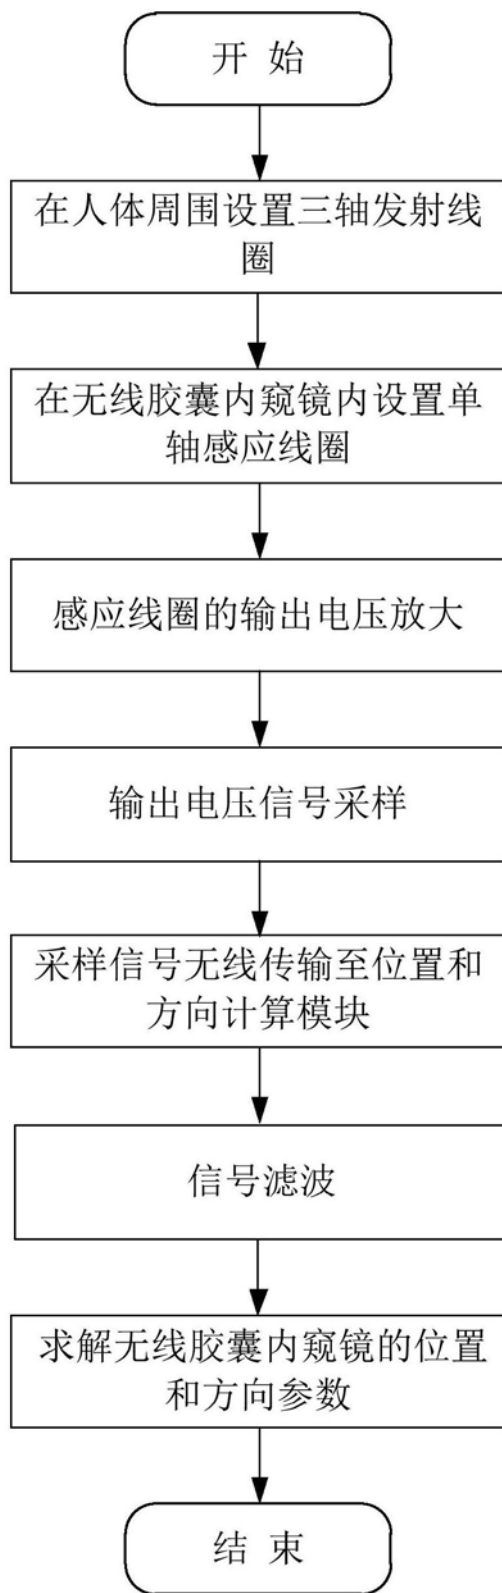 开 始
在人体周围设置三轴发射线
圈
在无线胶囊内窥镜内设置单
轴感应线圈
感应线圈的输出电压放大
输出电压信号采样
采样信号无线传输至位置和
方向计算模块
信号滤波
求解无线胶囊内窥镜的位置
和方向参数
结 束